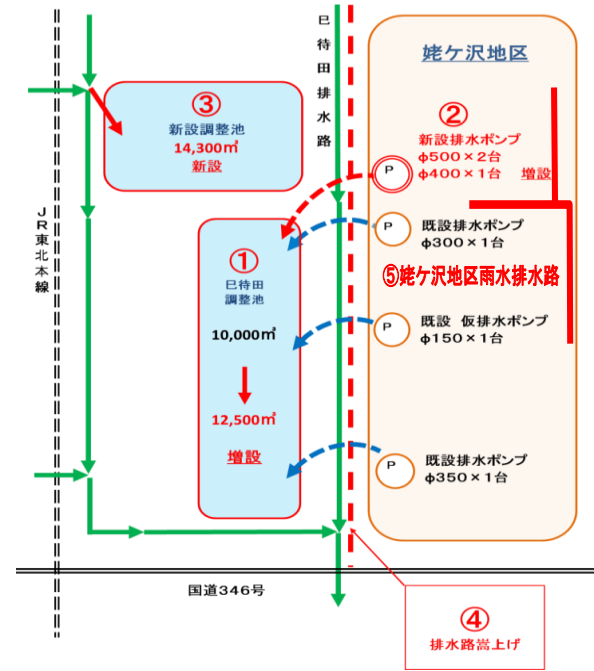 巳待田排水路
姥ケ沢地区
③
新設調整池
14,300㎥
新設
②
新設排水ポンプ
φ500×2台
φ400×1台 増設
P
P
既設排水ポンプ
φ300×1台
JR東北本線
①
巳待田
調整池
10,000㎥
12,500㎥
増設
⑤姥ケ沢地区雨水排水路
P
既設 仮排水ポンプ
φ150×1台
P
既設排水ポンプ
φ350×1台
国道346号
④
排水路嵩上げ